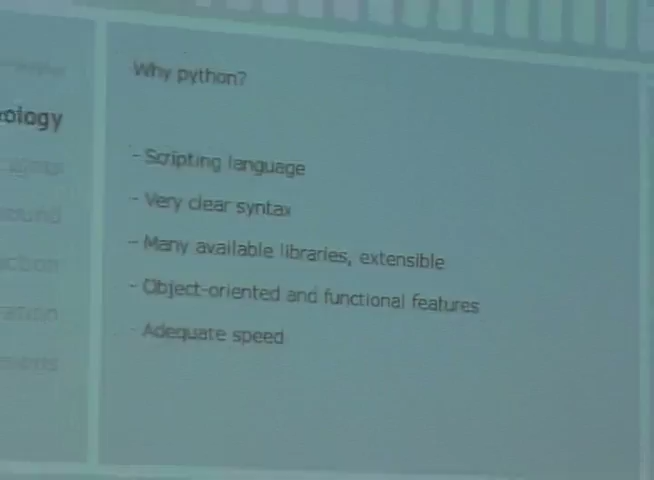 Why python?
ology
- Scripting language
- Very clear syntax
- Many available libraries, extensible
- Object-oriented and functional features
- Adequate speed